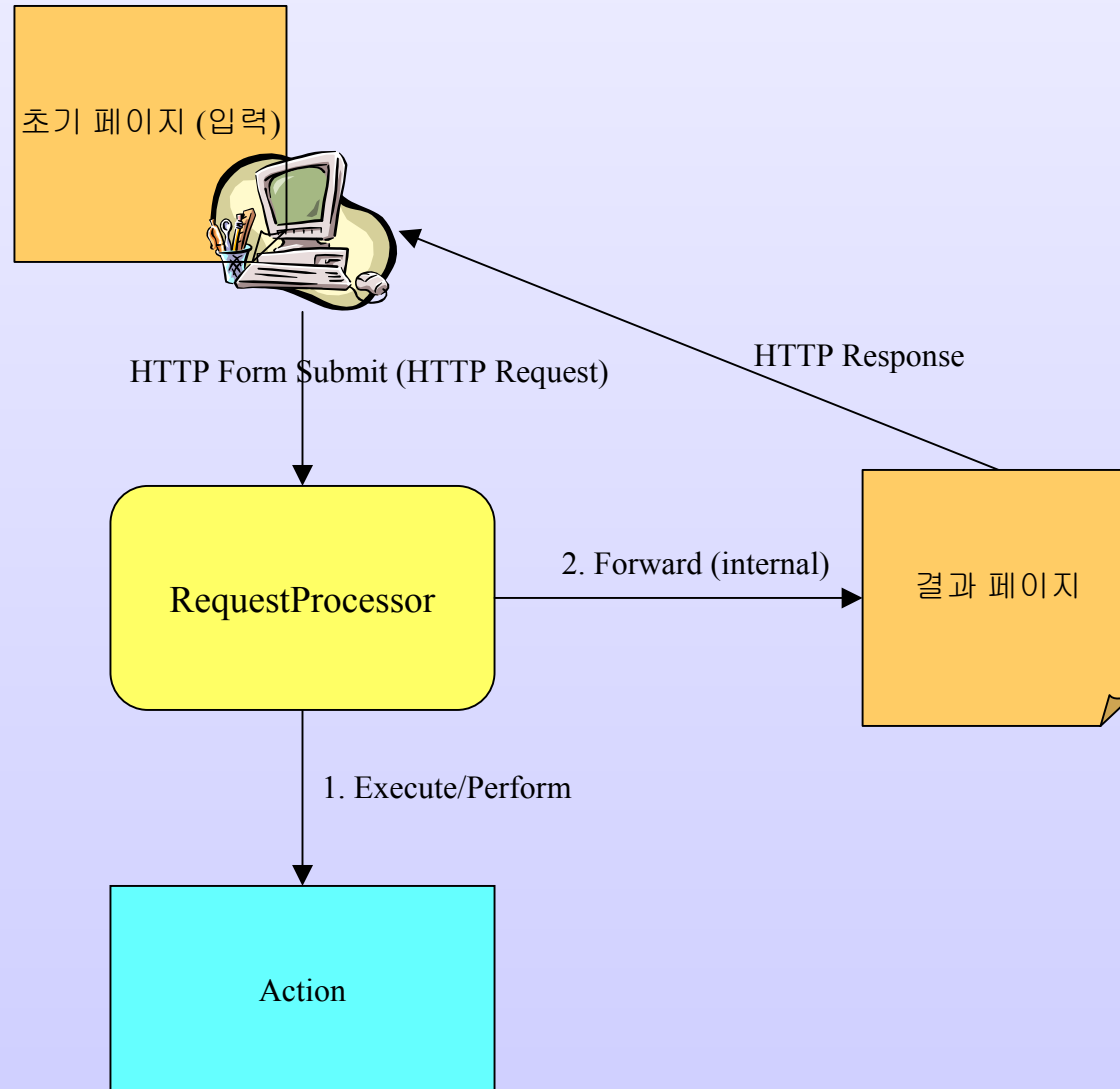 초기 페이지 (입력)
HTTP Form Submit (HTTP Request)
HTTP Response
RequestProcessor
2. Forward (internal)
결과 페이지
1. Execute/Perform
Action